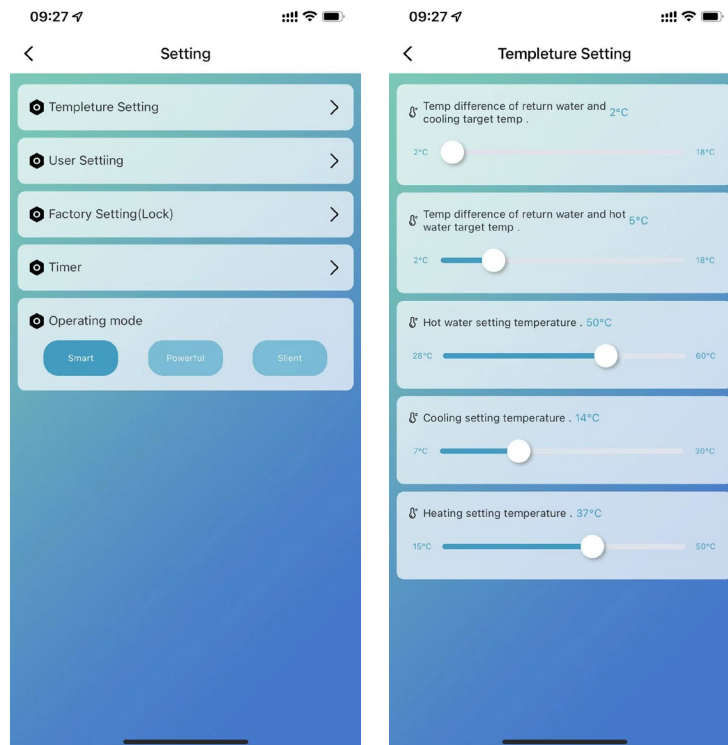 09:27
Setting
Templeture Setting
User Settiing
Factory Setting(Lock)
Timer
Operating mode
Smart
Powerful
Slient
09:27
Templeture Setting
Temp difference of return water and
cooling target temp . 2°C
2°C
18°C
Temp difference of return water and hot
water target temp . 5°C
2°C
18°C
Hot water setting temperature . 50°C
28°C
60°C
Cooling setting temperature . 14°C
7°C
30°C
Heating setting temperature . 37°C
15°C
50°C